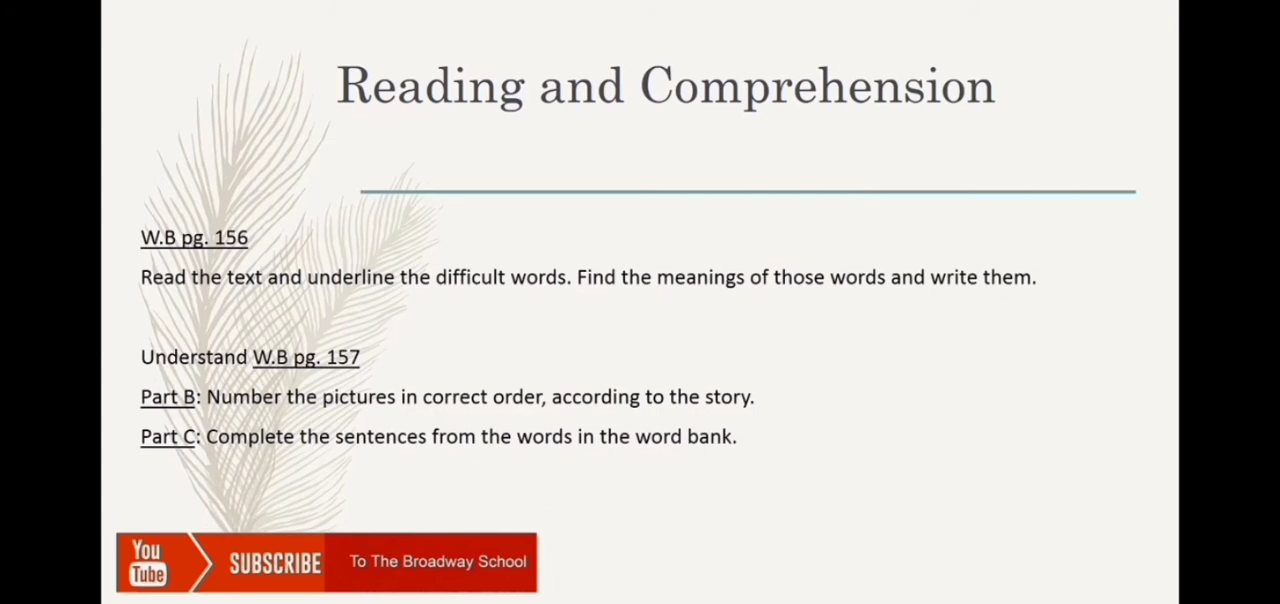 Reading and Comprehension
W.B pg. 156
Read the text and underline the difficult words. Find the meanings of those words and write them.
Understand W.B pg. 157
Part B: Number the pictures in correct order, according to the story.
Part C: Complete the sentences from the words in the word bank.
You
Tube
SUBSCRIBE
To The Broadway School